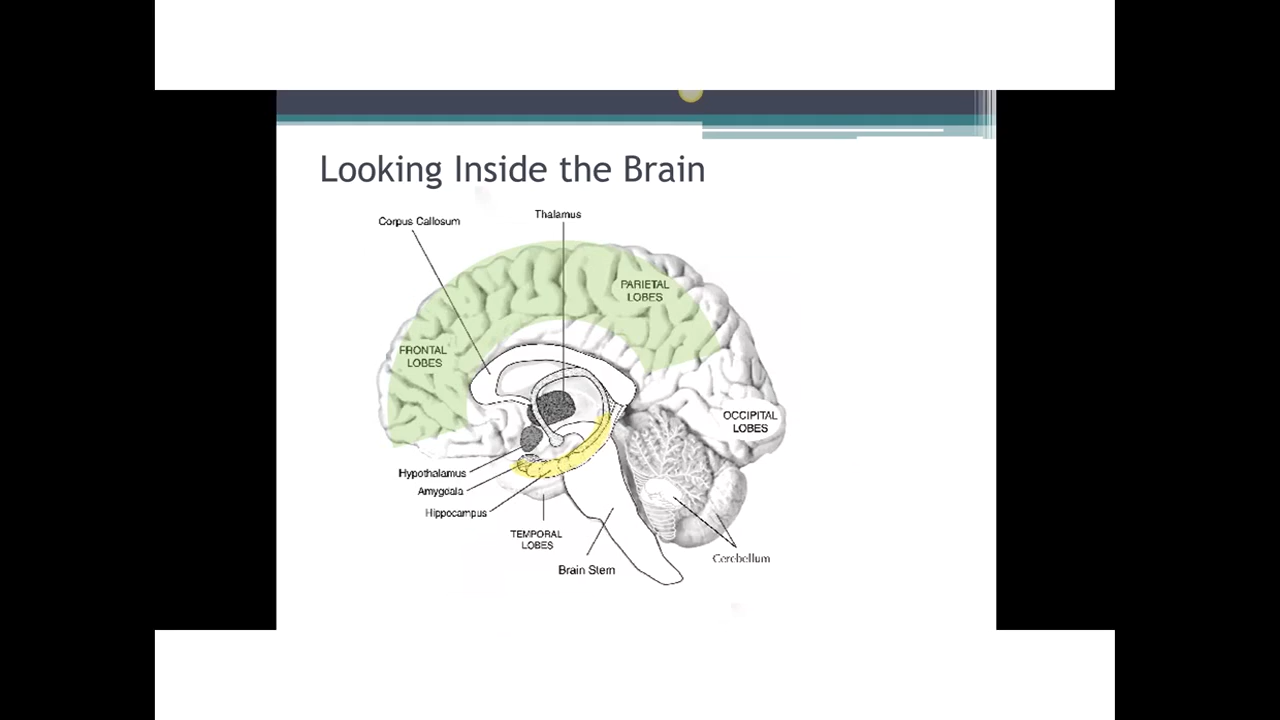 Looking Inside the Brain
Corpus Callosum
Thalamus
PARIETAL
LOBES
FRONTAL
LOBES
OCCIPITAL
LOBES
Hypothalamus
Amygdala
Hippocampus
TEMPORAL
LOBES
Brain Stem
Cerebellum